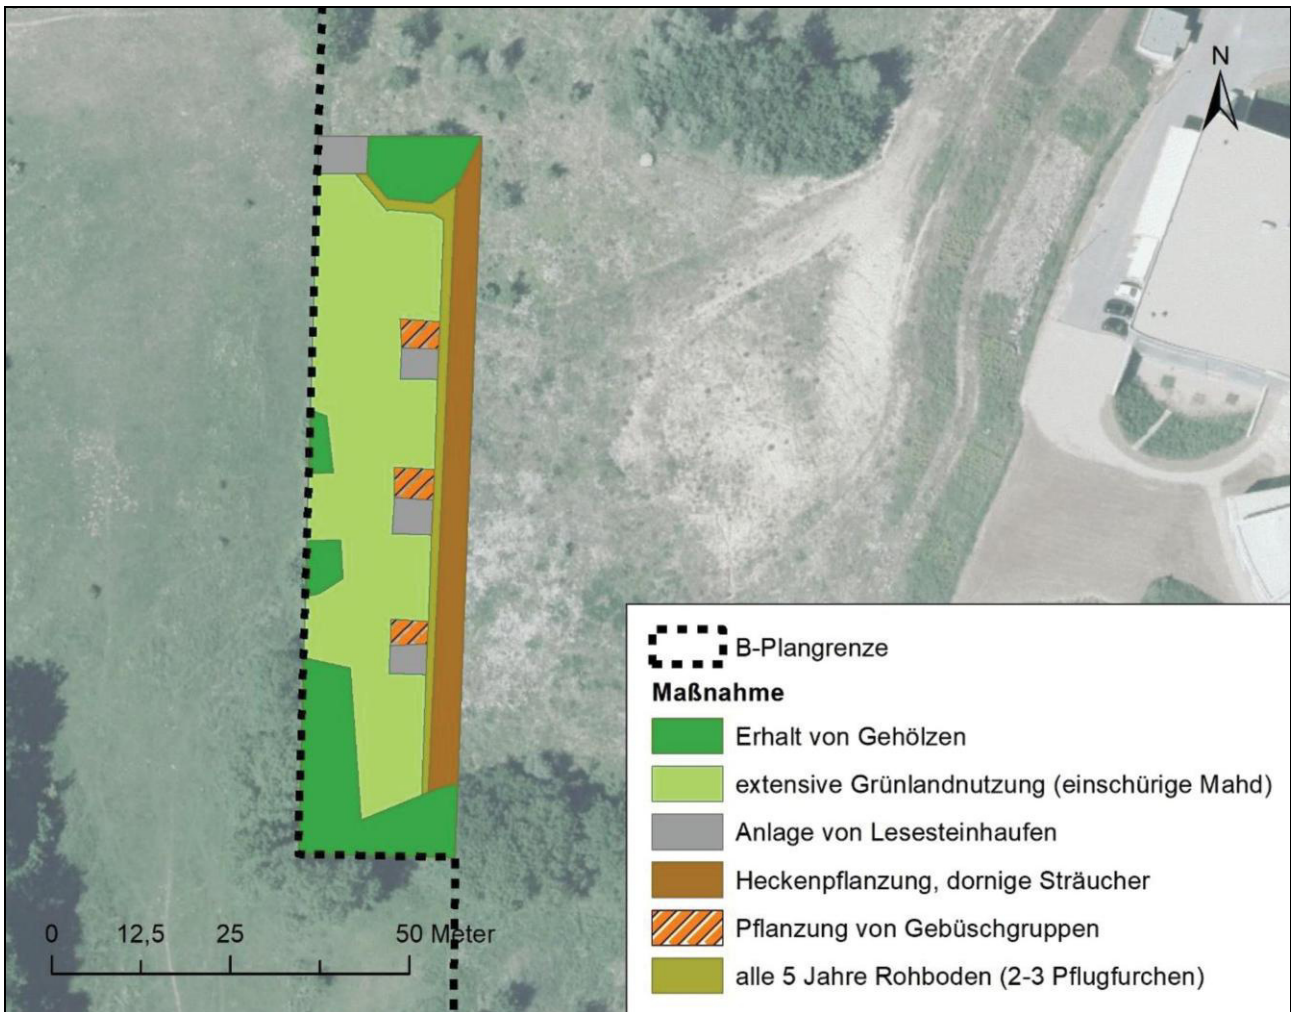 N
B-Plangrenze
Maßnahme
Erhalt von Gehölzen
extensive Grünlandnutzung (einschürige Mahd)
Anlage von Lesesteinhaufen
Heckenpflanzung, dornige Sträucher
Pflanzung von Gebüschgruppen
alle 5 Jahre Rohboden (2-3 Pflugfurchen)
0 12,5 25 50 Meter